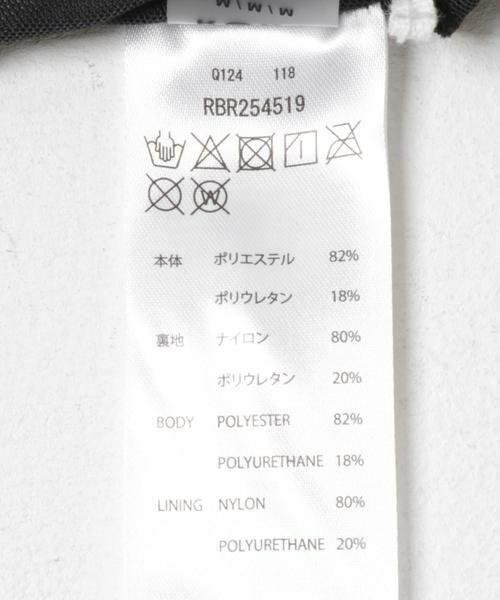 Q124 118
RBR254519
本体 ポリエステル 82%
ポリウレタン 18%
裏地 ナイロン 80%
ポリウレタン 20%
BODY POLYESTER 82%
POLYURETHANE 18%
LINING NYLON 80%
POLYURETHANE 20%